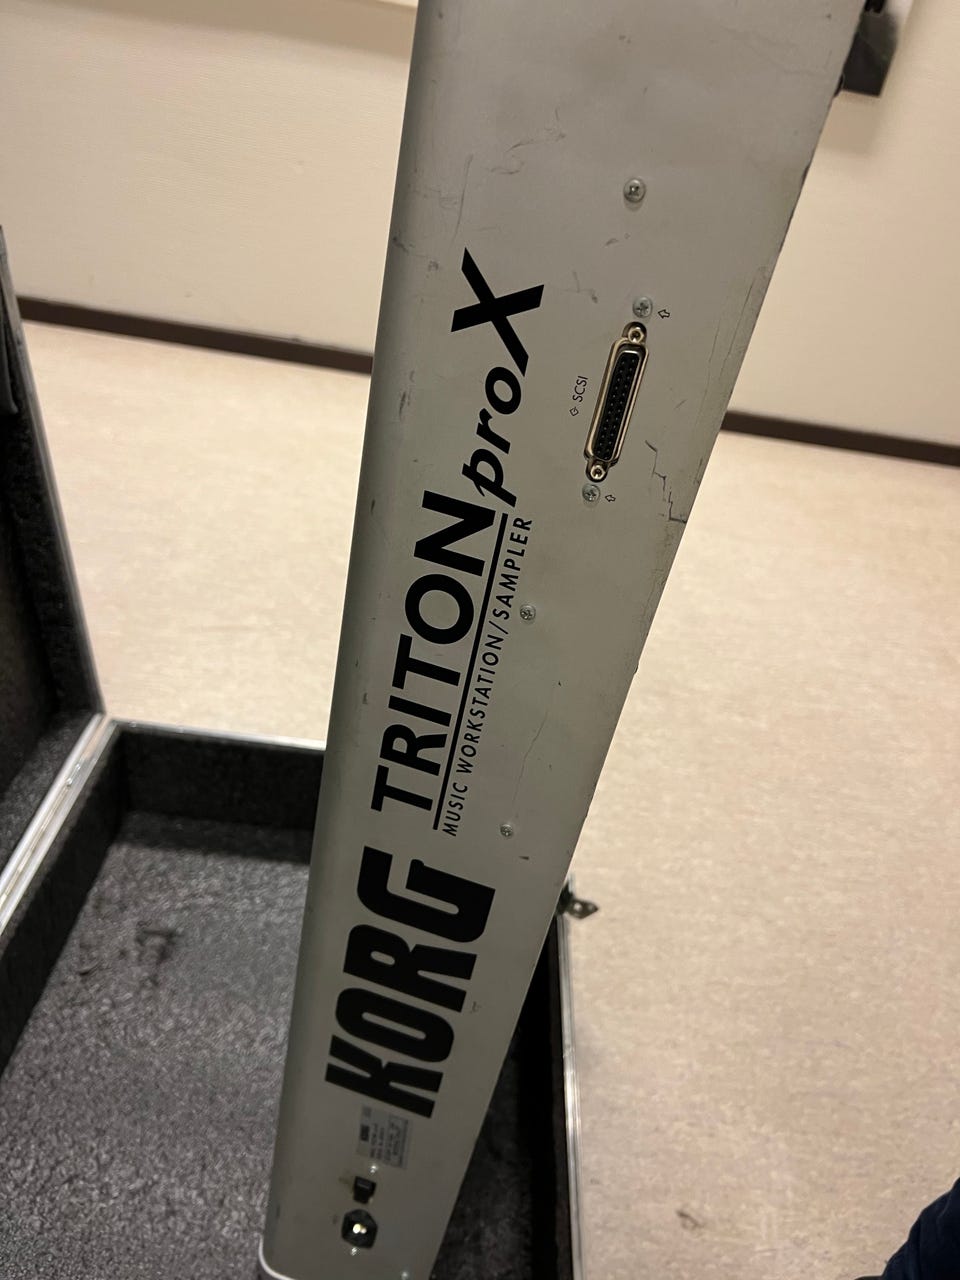 KORG TRITON proX
MUSIC WORKSTATION/SAMPLER
SCSI